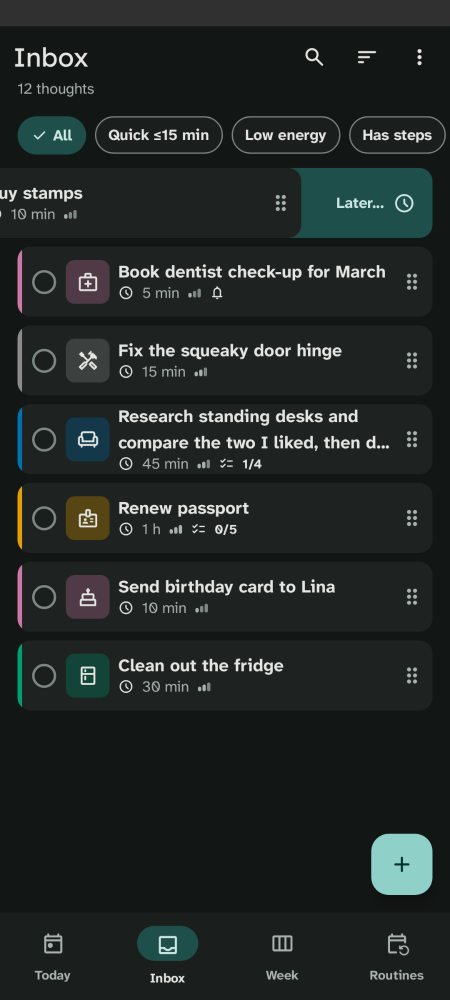 Inbox
12 thoughts
All
Quick ≤15 min
Low energy
Has steps
uy stamps
10 min
Later...
Book dentist check-up for March
5 min
Fix the squeaky door hinge
15 min
Research standing desks and
compare the two I liked, then d...
45 min 1/4
Renew passport
1 h 0/5
Send birthday card to Lina
10 min
Clean out the fridge
30 min
Today
Inbox
Week
Routines